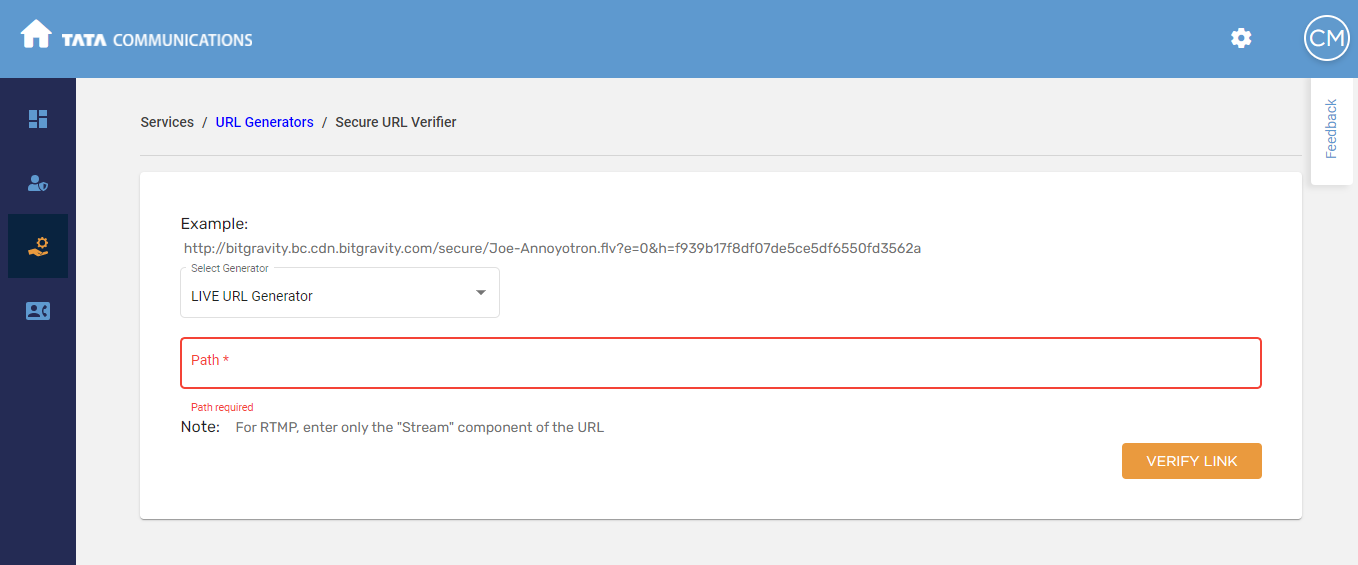 TATA COMMUNICATIONS
CM
Feedback
Services / URL Generators / Secure URL Verifier
Example:
http://bitgravity.bc.cdn.bitgravity.com/secure/Joe-Annoyotron.flv?e=0&h=f939b17f8df07de5ce5df6550fd3562a
Select Generator
LIVE URL Generator
Path *
Path required
Note: For RTMP, enter only the "Stream" component of the URL
VERIFY LINK